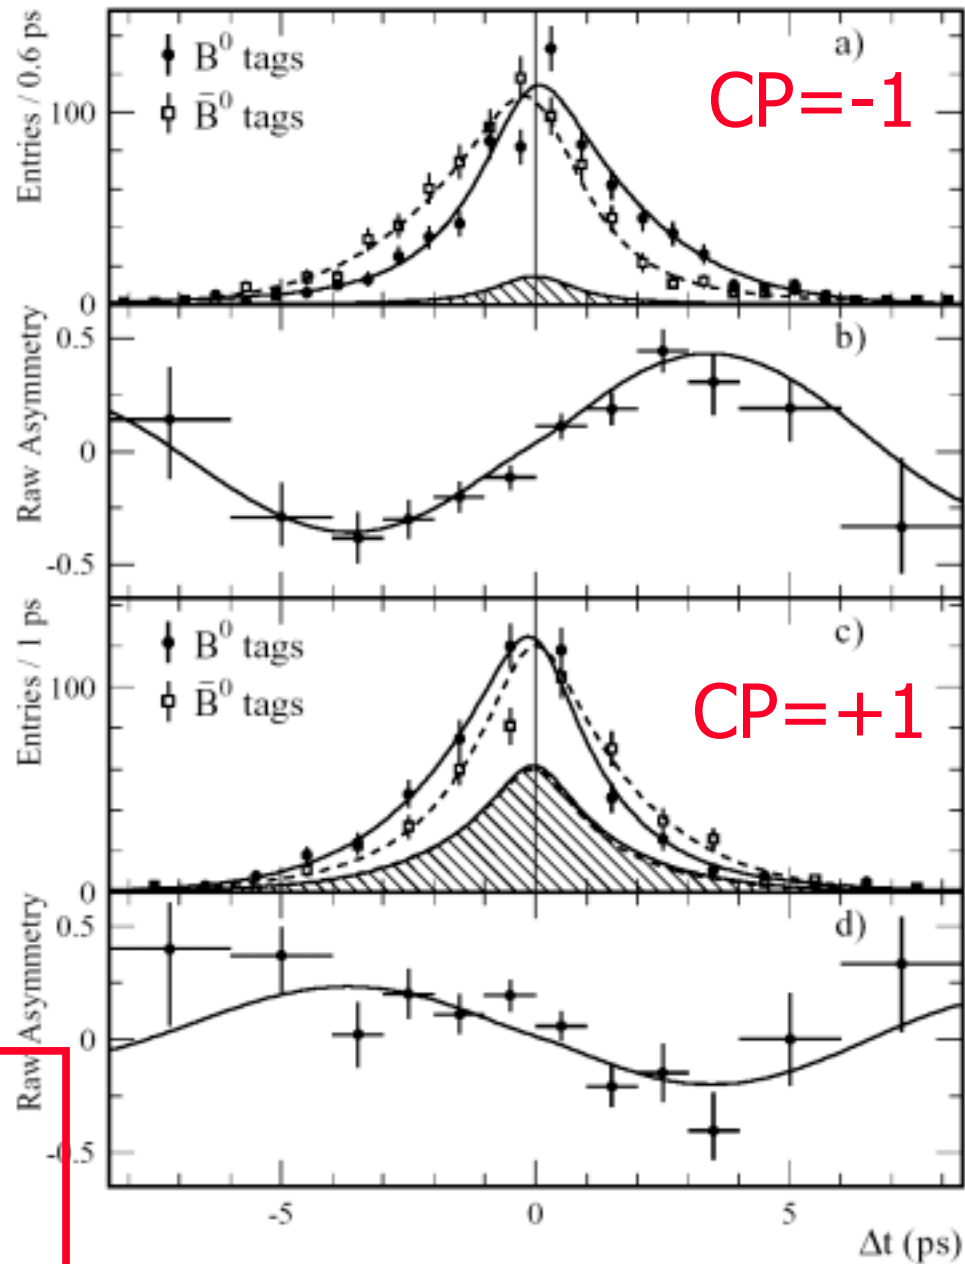 Entries / 0.6 ps
B⁰ tags
B̄⁰ tags
a)
CP=-1
100
0
Raw Asymmetry
b)
0.5
0
-0.5
Entries / 1 ps
B⁰ tags
B̄⁰ tags
c)
CP=+1
100
0
Raw Asymmetry
d)
0.5
0
-0.5
-5 0 5
Δt (ps)